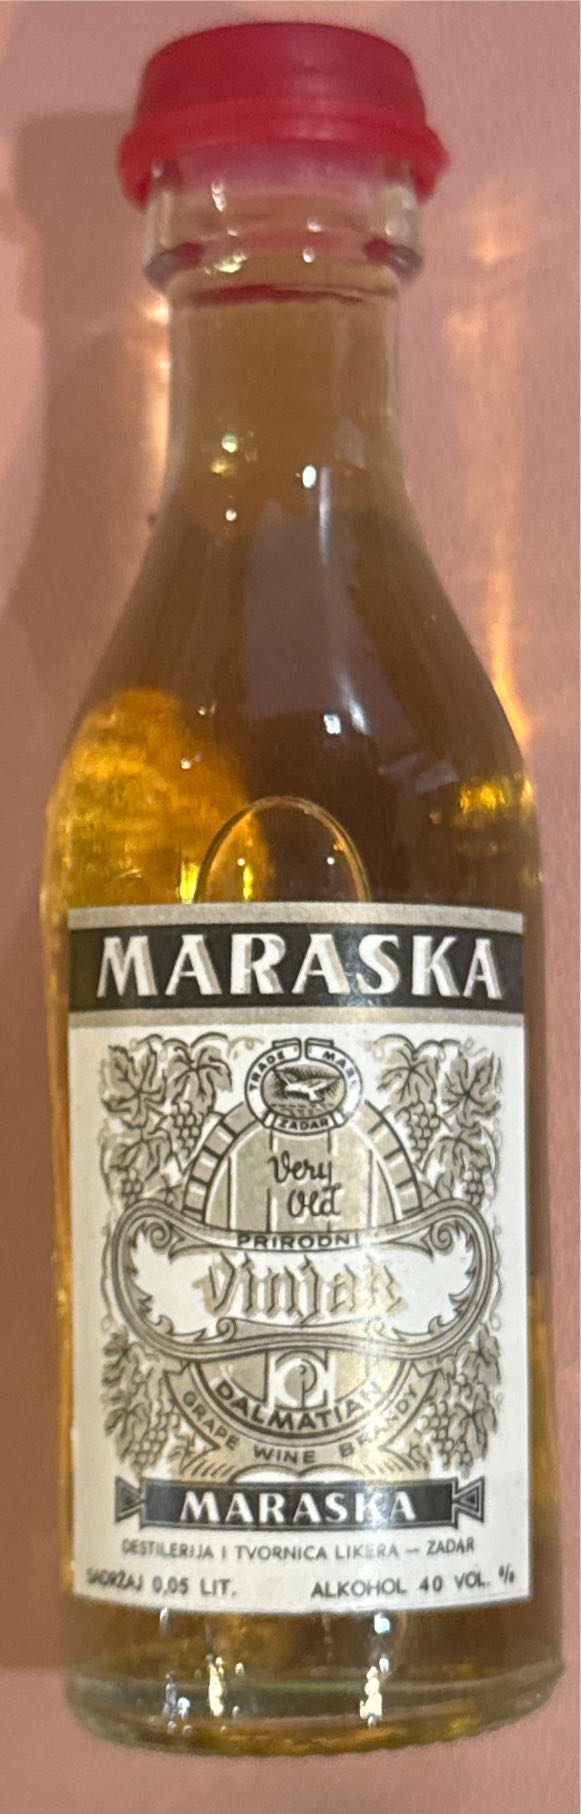 MARASKA
TRADE MARK
ZADAR
Very
Old
PRIRODNI
Vinjak
DALMATIAN
GRAPE WINE BRANDY
MARASKA
DESTILERIJA I TVORNICA LIKERA — ZADAR
SADRŽAJ 0,05 LIT. ALKOHOL 40 VOL. %